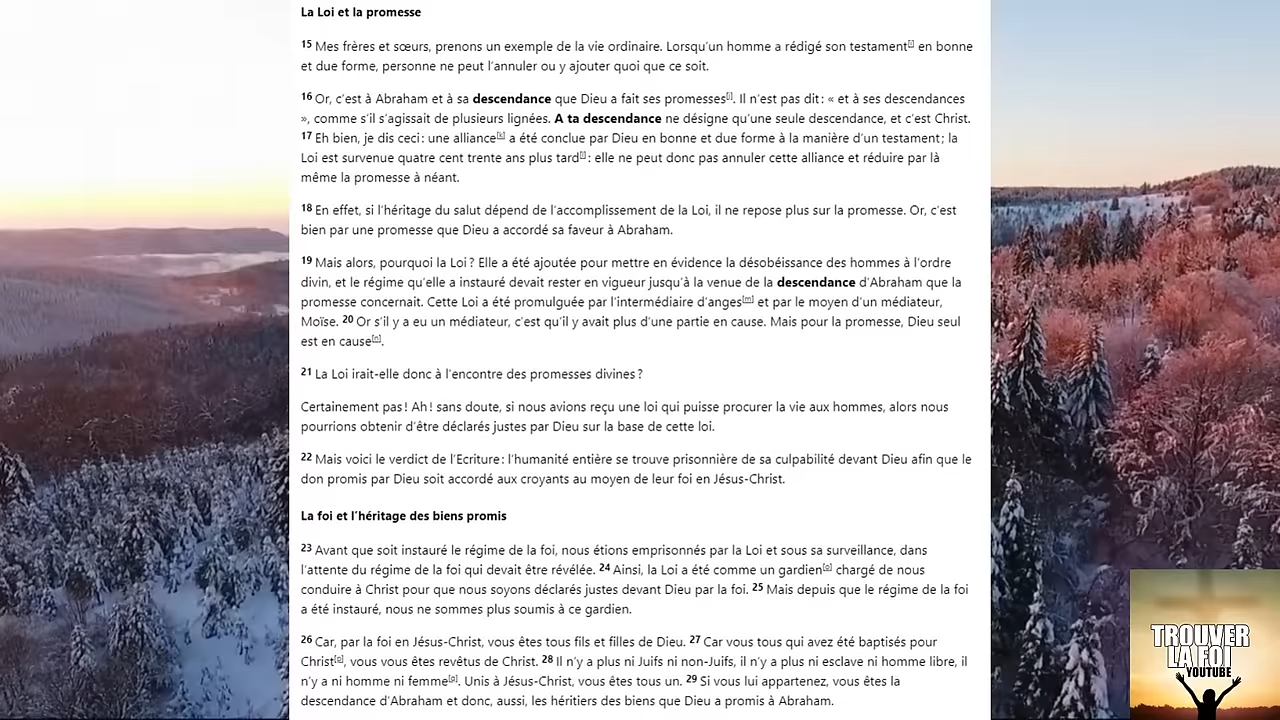 La Loi et la promesse
15 Mes frères et sœurs, prenons un exemple de la vie ordinaire. Lorsqu'un homme a rédigé son testament[i] en bonne
et due forme, personne ne peut l'annuler ou y ajouter quoi que ce soit.
16 Or, c'est à Abraham et à sa descendance que Dieu a fait ses promesses[j]. Il n'est pas dit : « et à ses descendances
», comme s'il s'agissait de plusieurs lignées. A ta descendance ne désigne qu'une seule descendance, et c'est Christ.
17 Eh bien, je dis ceci : une alliance[k] a été conclue par Dieu en bonne et due forme à la manière d'un testament ; la
Loi est survenue quatre cent trente ans plus tard[l] : elle ne peut donc pas annuler cette alliance et réduire par là
même la promesse à néant.
18 En effet, si l'héritage du salut dépend de l'accomplissement de la Loi, il ne repose plus sur la promesse. Or, c'est
bien par une promesse que Dieu a accordé sa faveur à Abraham.
19 Mais alors, pourquoi la Loi ? Elle a été ajoutée pour mettre en évidence la désobéissance des hommes à l'ordre
divin, et le régime qu'elle a instauré devait rester en vigueur jusqu'à la venue de la descendance d'Abraham que la
promesse concernait. Cette Loi a été promulguée par l'intermédiaire d'anges[m] et par le moyen d'un médiateur,
Moïse. 20 Or s'il y a eu un médiateur, c'est qu'il y avait plus d'une partie en cause. Mais pour la promesse, Dieu seul
est en cause[n].
21 La Loi irait-elle donc à l'encontre des promesses divines ?
Certainement pas ! Ah ! sans doute, si nous avions reçu une loi qui puisse procurer la vie aux hommes, alors nous
pourrions obtenir d'être déclarés justes par Dieu sur la base de cette loi.
22 Mais voici le verdict de l'Ecriture : l'humanité entière se trouve prisonnière de sa culpabilité devant Dieu afin que le
don promis par Dieu soit accordé aux croyants au moyen de leur foi en Jésus-Christ.
La foi et l'héritage des biens promis
23 Avant que soit instauré le régime de la foi, nous étions emprisonnés par la Loi et sous sa surveillance, dans
l'attente du régime de la foi qui devait être révélée. 24 Ainsi, la Loi a été comme un gardien[o] chargé de nous
conduire à Christ pour que nous soyons déclarés justes devant Dieu par la foi. 25 Mais depuis que le régime de la foi
a été instauré, nous ne sommes plus soumis à ce gardien.
26 Car, par la foi en Jésus-Christ, vous êtes tous fils et filles de Dieu. 27 Car vous tous qui avez été baptisés pour
Christ[p], vous vous êtes revêtus de Christ. 28 Il n'y a plus ni Juifs ni non-Juifs, il n'y a plus ni esclave ni homme libre, il
n'y a ni homme ni femme[q]. Unis à Jésus-Christ, vous êtes tous un. 29 Si vous lui appartenez, vous êtes la
descendance d'Abraham et donc, aussi, les héritiers des biens que Dieu a promis à Abraham.
TROUVER
LA FOI
YOUTUBE